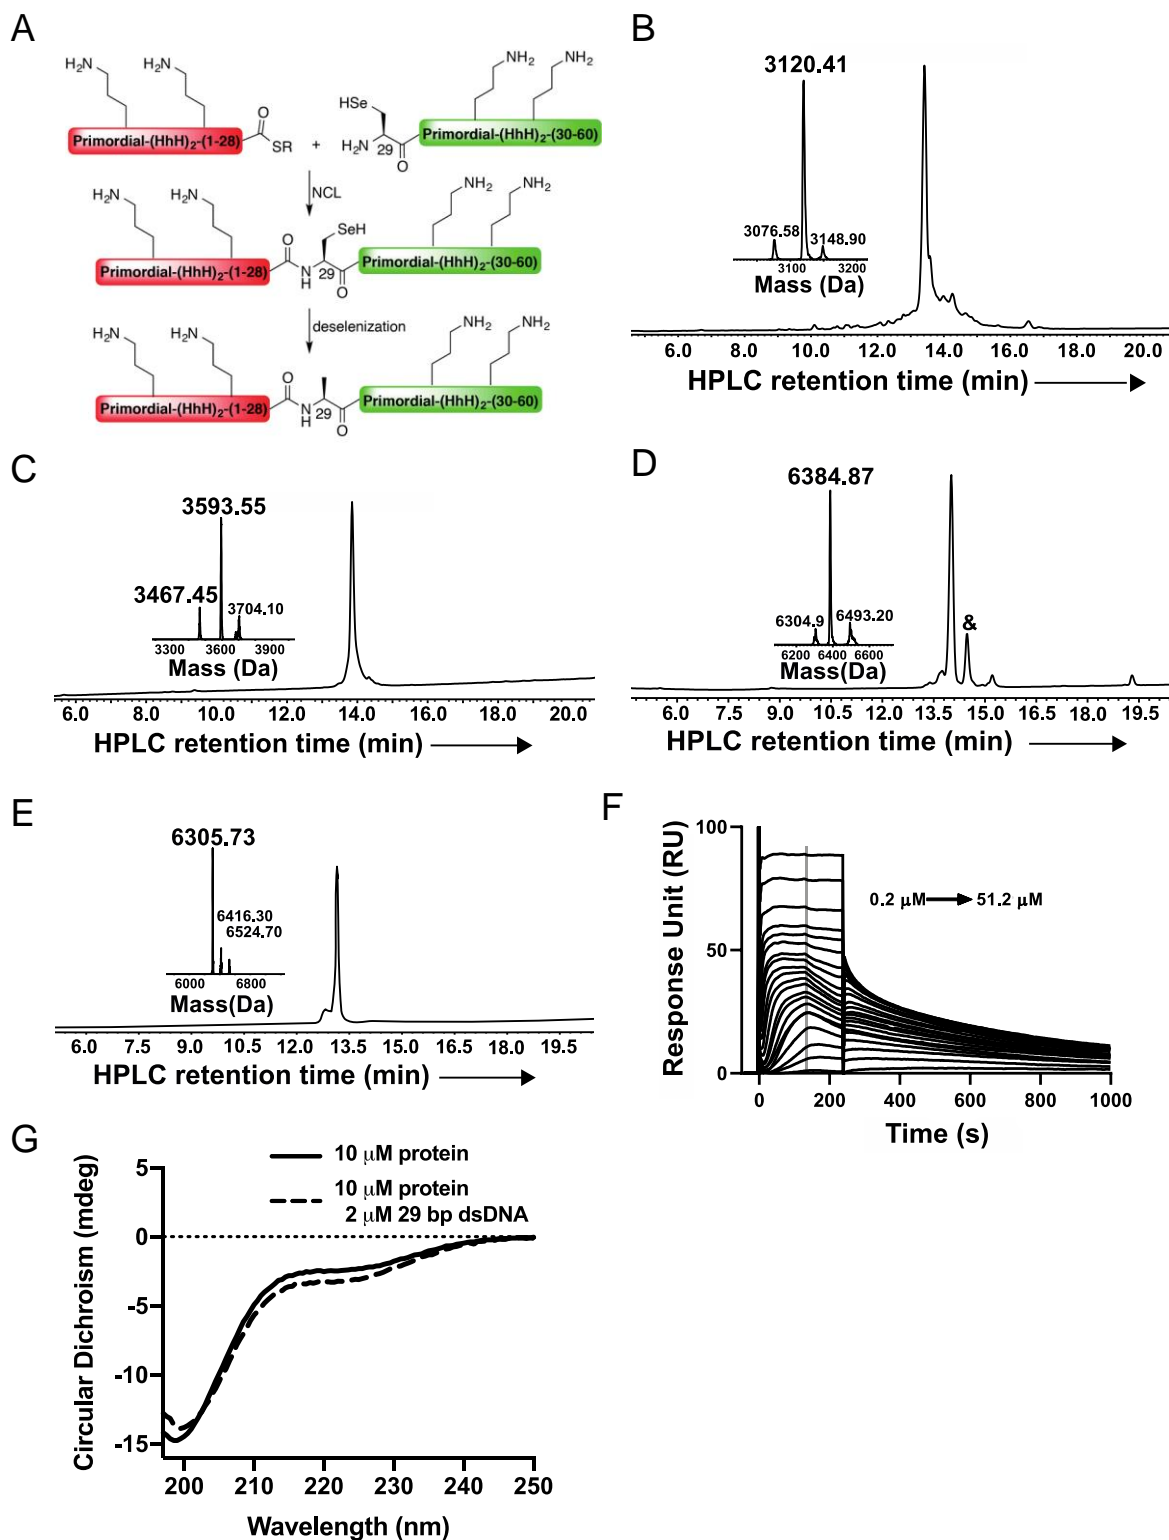 A
H₂N
H₂N
NH₂
NH₂
HSe
O
SR
+
H₂N
29
O
Primordial-(HhH)₂-(1-28)
Primordial-(HhH)₂-(30-60)
NCL
H₂N
H₂N
NH₂
NH₂
O
SeH
N
H
29
O
Primordial-(HhH)₂-(1-28)
Primordial-(HhH)₂-(30-60)
deselenization
H₂N
H₂N
NH₂
NH₂
O
N
H
29
O
Primordial-(HhH)₂-(1-28)
Primordial-(HhH)₂-(30-60)
B
3120.41
3076.58
3148.90
3100 3200
Mass (Da)
6.0 8.0 10.0 12.0 14.0 16.0 18.0 20.0
HPLC retention time (min)
C
3593.55
3467.45
3704.10
3300 3600 3900
Mass (Da)
6.0 8.0 10.0 12.0 14.0 16.0 18.0 20.0
HPLC retention time (min)
D
6384.87
6304.9
6493.20
&
6200 6400 6600
Mass (Da)
6.0 7.5 9.0 10.5 12.0 13.5 15.0 16.5 18.0 19.5
HPLC retention time (min)
E
6305.73
6416.30
6524.70
6000 6800
Mass(Da)
6.0 7.5 9.0 10.5 12.0 13.5 15.0 16.5 18.0 19.5
HPLC retention time (min)
F
Response Unit (RU)
100
50
0
0.2 μM 51.2 μM
0 200 400 600 800 1000
Time (s)
G
Circular Dichroism (mdeg)
5
0
-5
-10
-15
10 μM protein
10 μM protein
2 μM 29 bp dsDNA
200 210 220 230 240 250
Wavelength (nm)